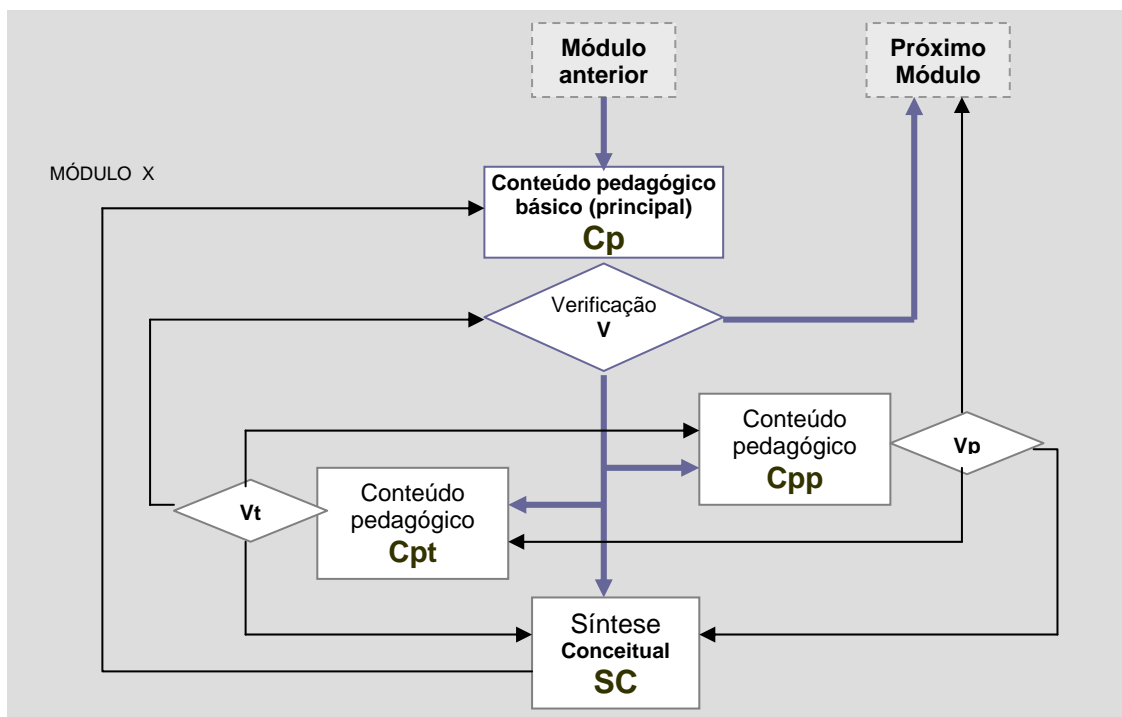 Módulo
anterior
Próximo
Módulo
MÓDULO X
Conteúdo pedagógico
básico (principal)
Cp
Verificação
V
Conteúdo
pedagógico
Cpp
Vp
Vt
Conteúdo
pedagógico
Cpt
Síntese
Conceitual
SC